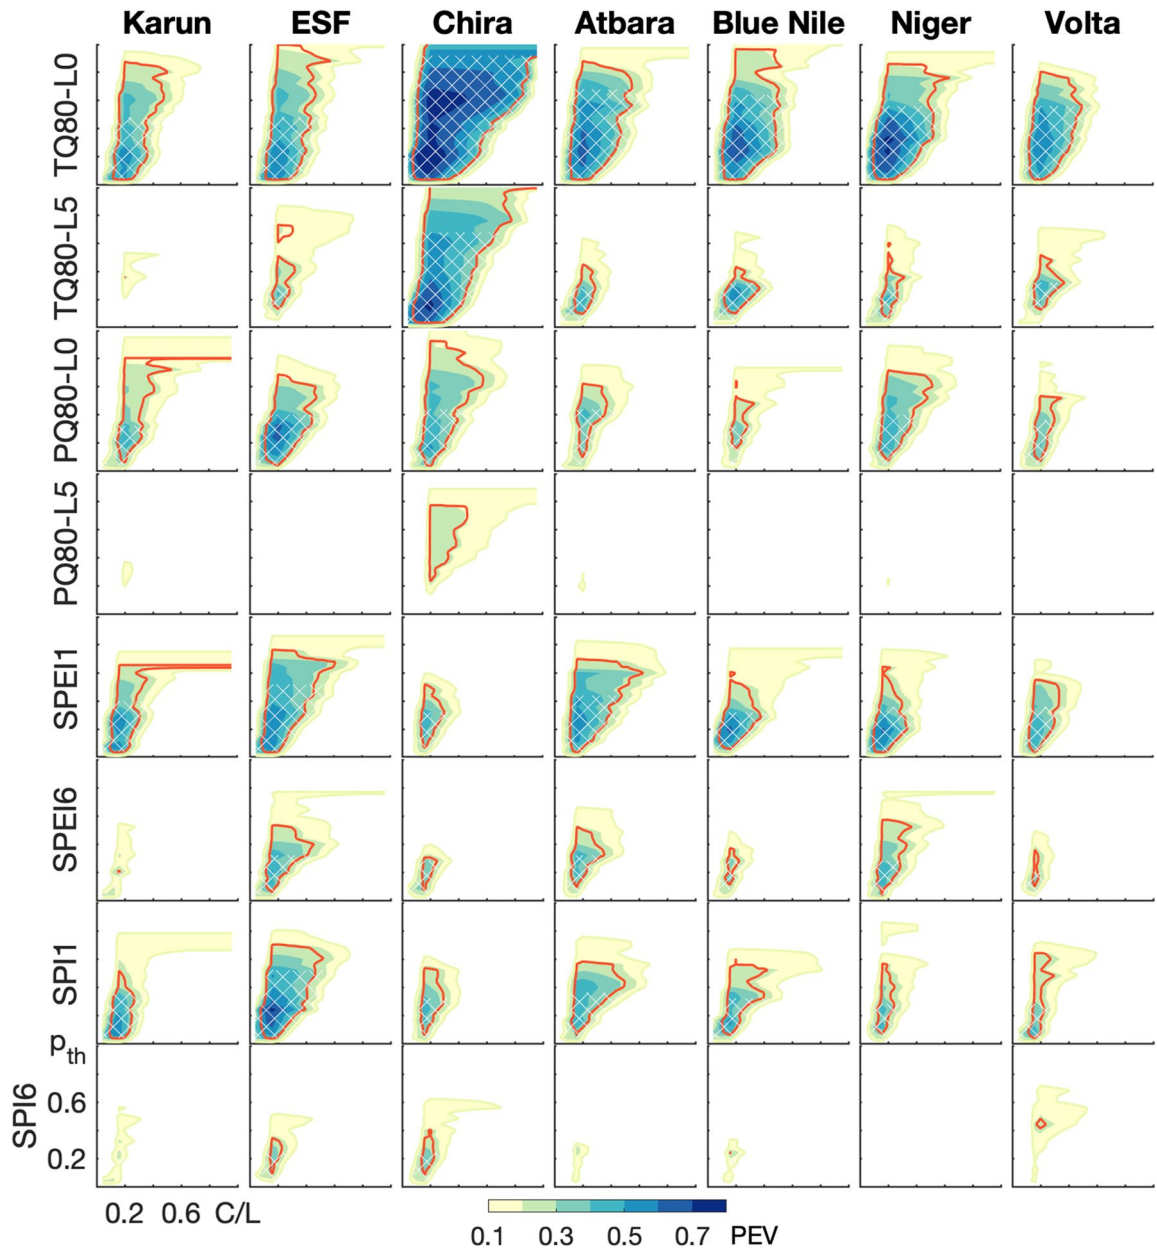 Karun ESF Chira Atbara Blue Nile Niger Volta
TQ80-L0
TQ80-L5
PQ80-L0
PQ80-L5
SPEI1
SPEI6
SPI1
p_th
SPI6
0.6
0.2
0.2 0.6 C/L
0.1 0.3 0.5 0.7 PEV